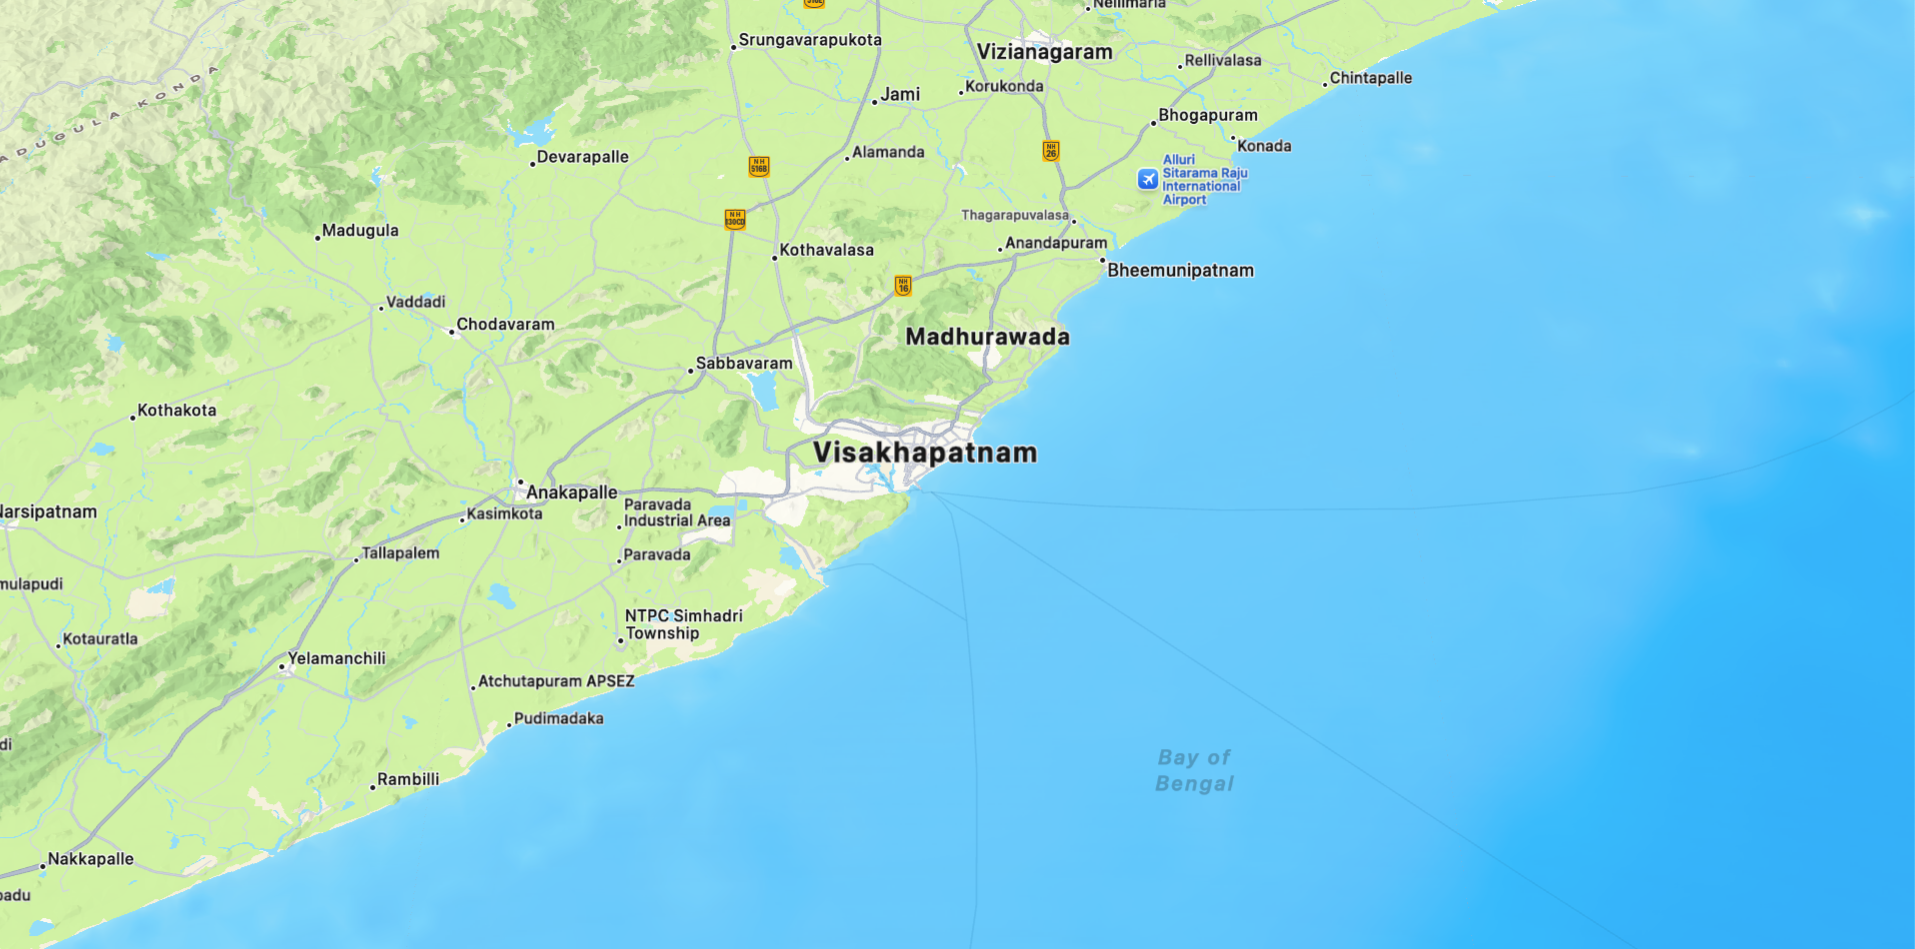 Nellimarla
Srungavarapukota
Vizianagaram
Rellivalasa
Chintapalle
Korukonda
Jami
Bhogapuram
Konada
NH
26
Alamanda
Devarapalle
NH
516B
Alluri
Sitarama Raju
International
Airport
ADUGULA KONDA
NH
130CD
Thagarapuvalasa
Madugula
Anandapuram
Kothavalasa
Bheemunipatnam
NH
16
Vaddadi
Chodavaram
Madhurawada
Sabbavaram
Kothakota
Visakhapatnam
Anakapalle
Paravada
Industrial Area
Narsipatnam
Kasimkota
Tallapalem
Paravada
mulapudi
NTPC Simhadri
Township
Kotauratla
Yelamanchili
Atchutapuram APSEZ
Pudimadaka
di
Bay of
Bengal
Rambilli
Nakkapalle
padu